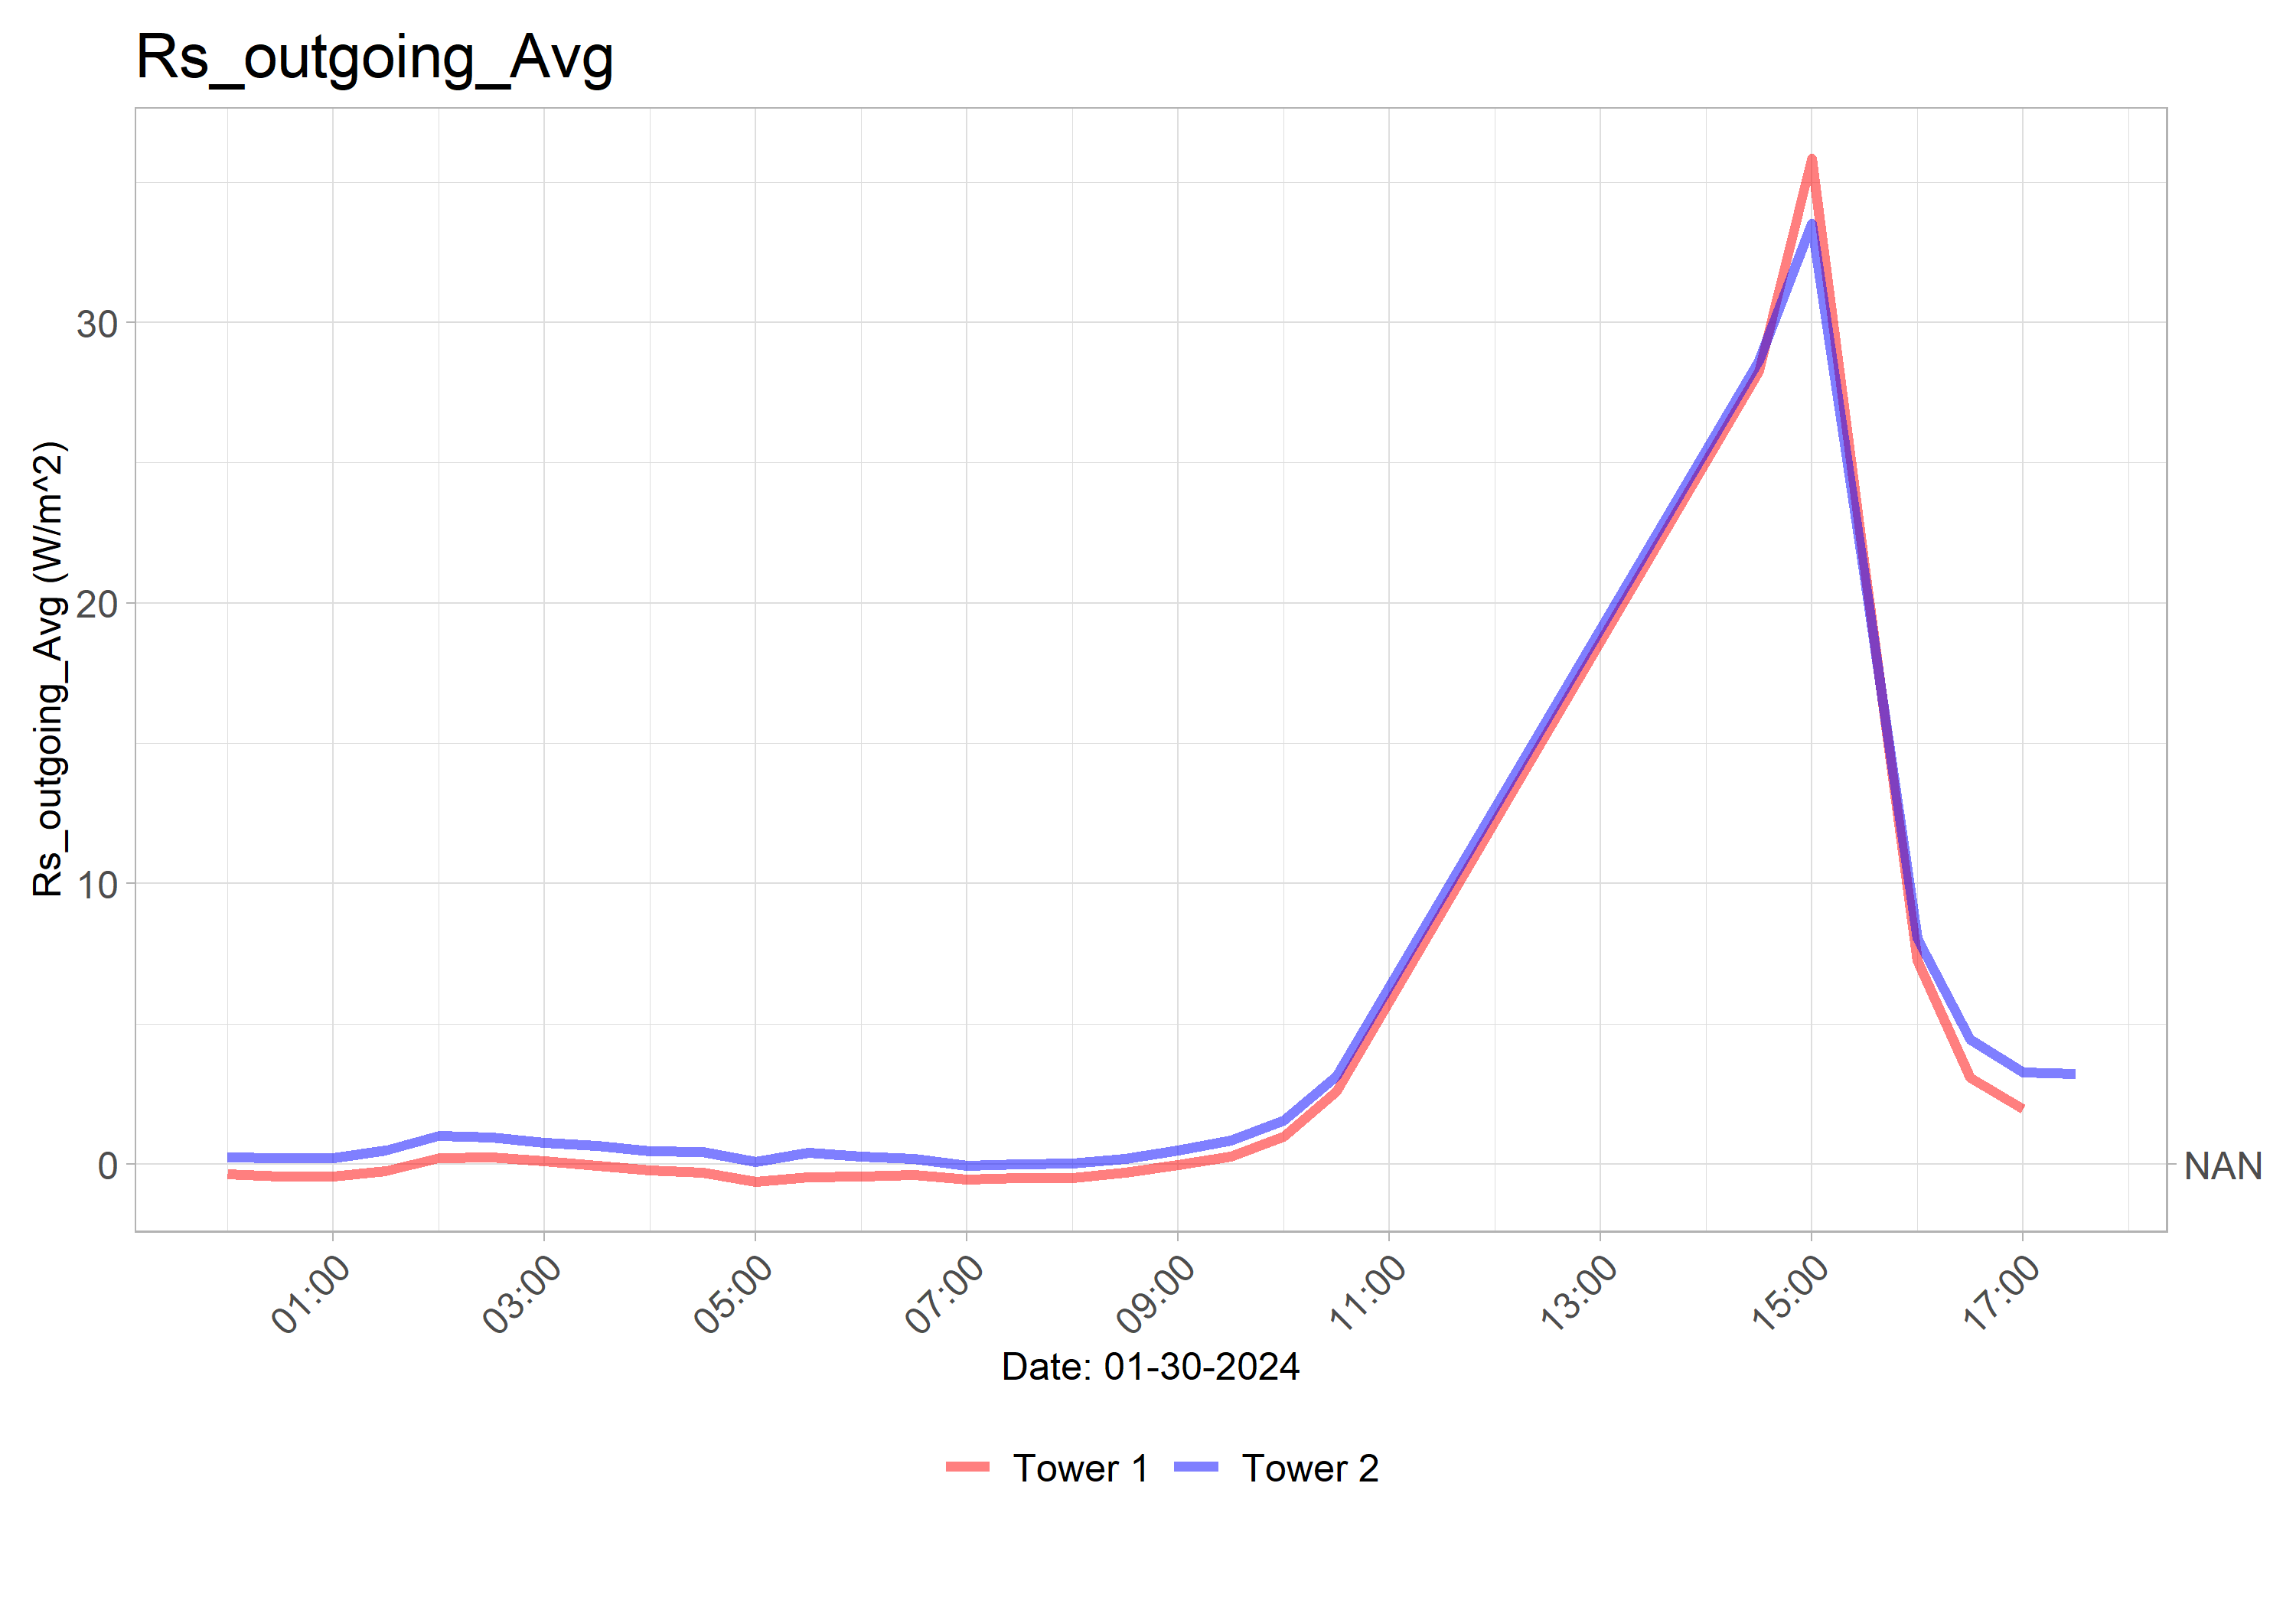 Rs_outgoing_Avg
Rs_outgoing_Avg (W/m^2)
30
20
10
0
NAN
01:00 03:00 05:00 07:00 09:00 11:00 13:00 15:00 17:00
Date: 01-30-2024
Tower 1 Tower 2